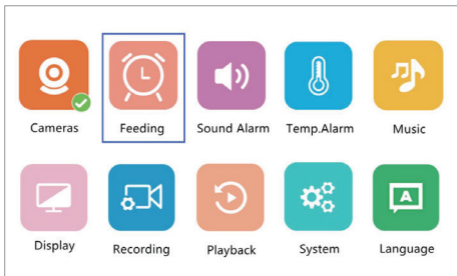 Cameras
Feeding
Sound Alarm
Temp.Alarm
Music
Display
Recording
Playback
System
A
Language